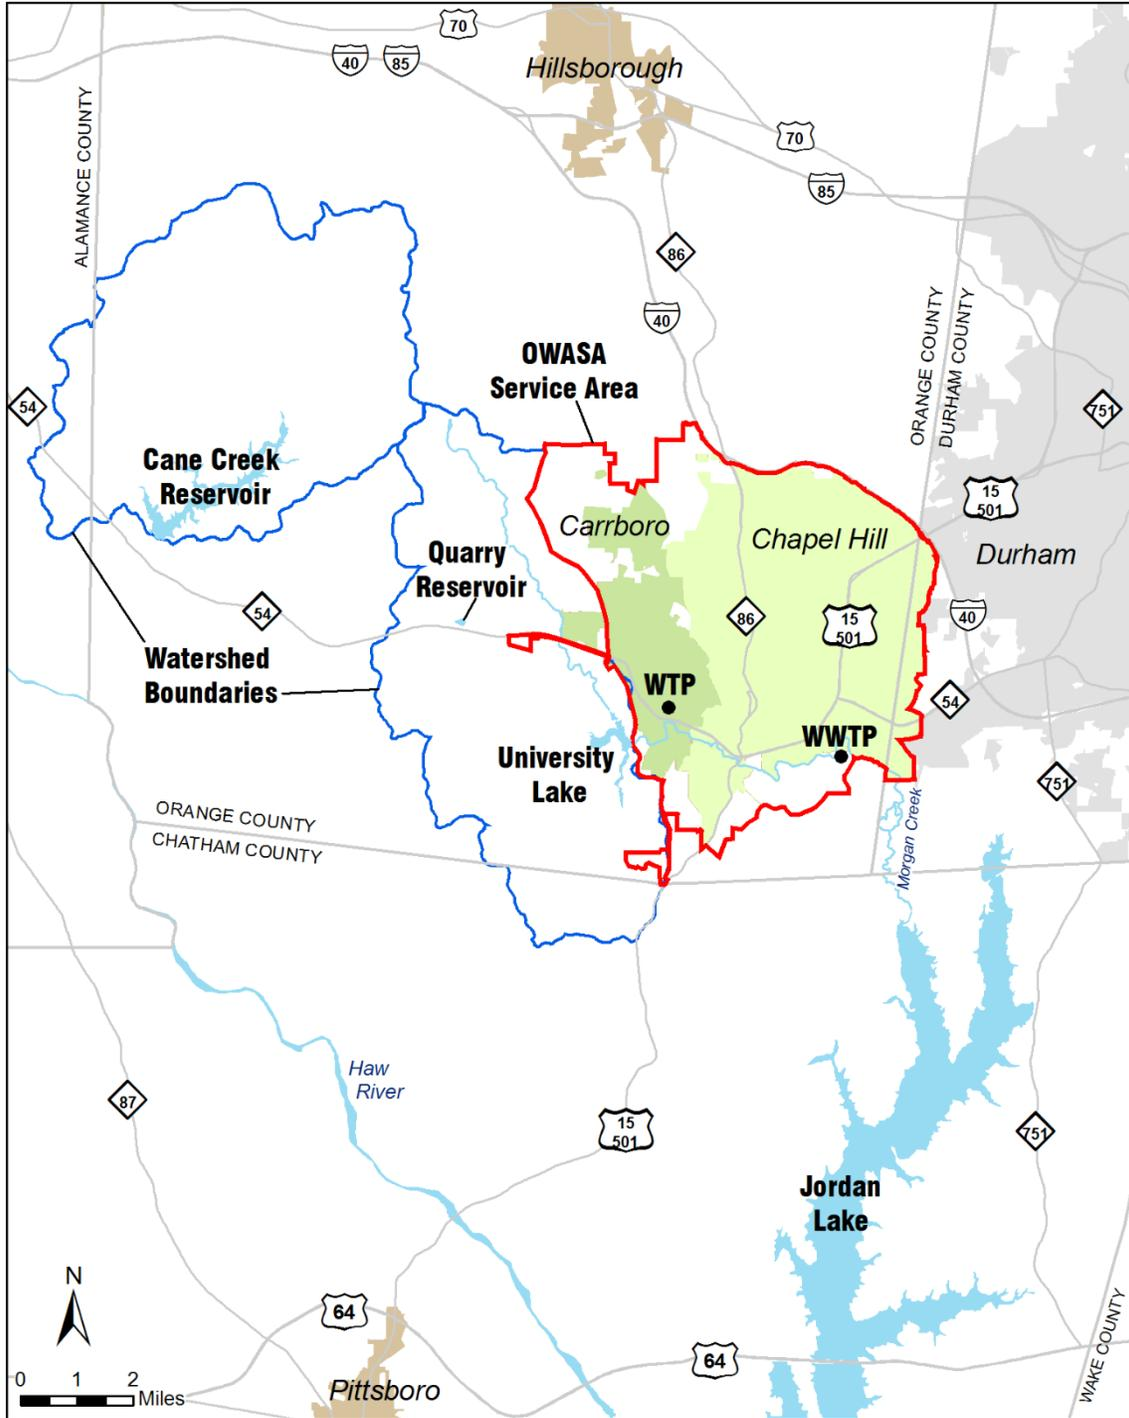 70
Hillsborough
40
85
70
85
ALAMANCE COUNTY
86
40
ORANGE COUNTY
DURHAM COUNTY
OWASA
Service Area
54
751
Cane Creek
Reservoir
15
501
Carrboro
Chapel Hill
Durham
Quarry
Reservoir
54
86
15
501
40
Watershed
Boundaries
WTP
54
WWTP
University
Lake
751
Morgan Creek
ORANGE COUNTY
CHATHAM COUNTY
Haw
River
87
15
501
751
Jordan
Lake
N
64
64
WAKE COUNTY
0 1 2
Miles
Pittsboro